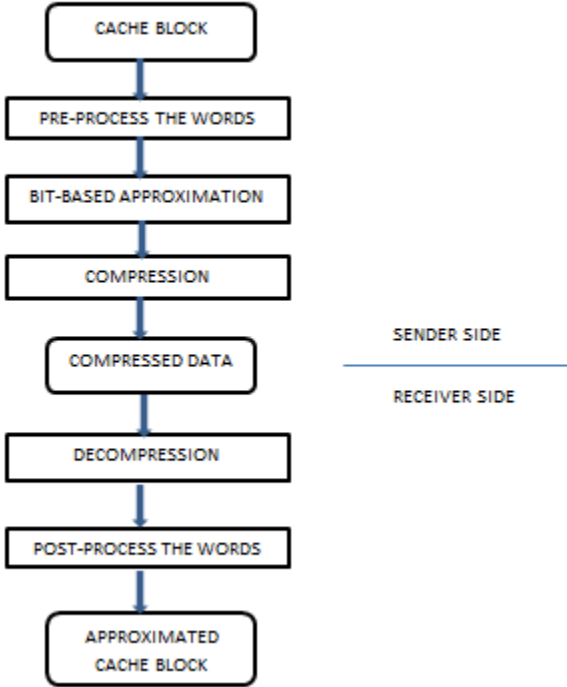 CACHE BLOCK
PRE-PROCESS THE WORDS
BIT-BASED APPROXIMATION
COMPRESSION
SENDER SIDE
COMPRESSED DATA
RECEIVER SIDE
DECOMPRESSION
POST-PROCESS THE WORDS
APPROXIMATED
CACHE BLOCK